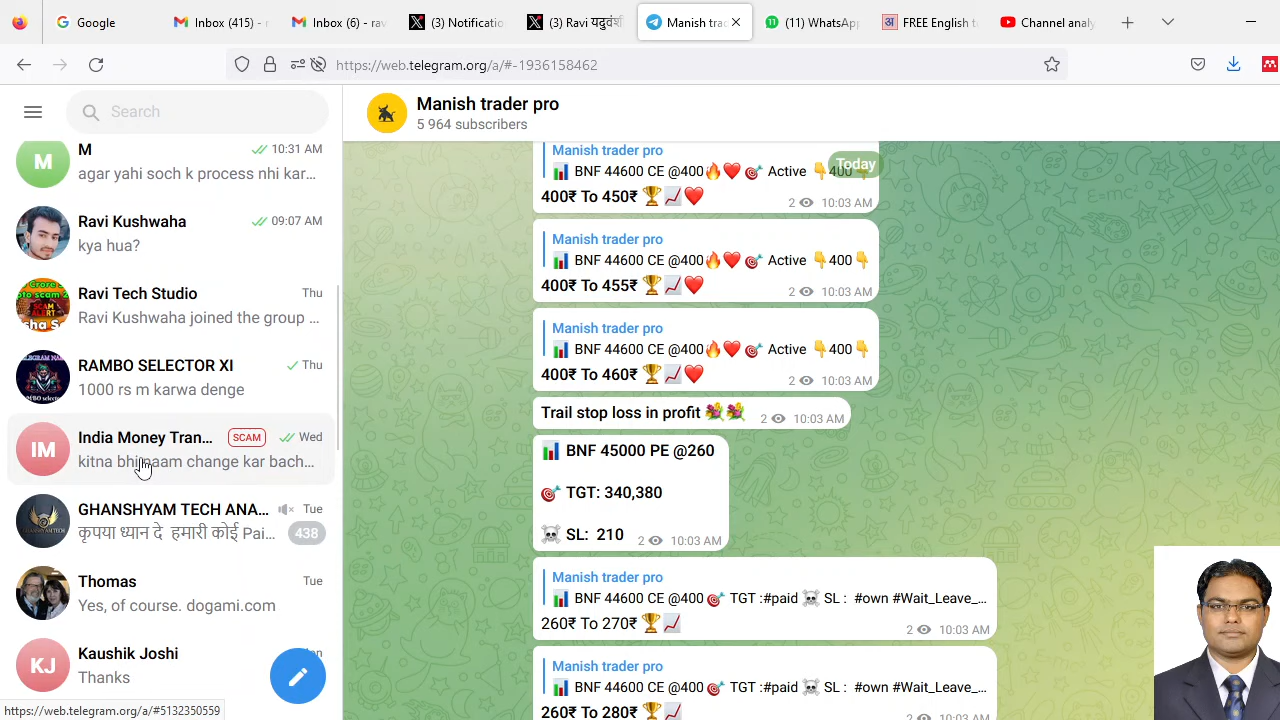 Google
Inbox (415) - r
Inbox (6) - rav
(3) Notificatio
(3) Ravi यदुवंशी
Manish trad
(11) WhatsApp
अ
FREE English t
Channel analy
https://web.telegram.org/a/#-1936158462
Search
Manish trader pro
5 964 subscribers
M
M
10:31 AM
agar yahi soch k process nhi kar...
Ravi Kushwaha
09:07 AM
kya hua?
Ravi Tech Studio
Thu
Ravi Kushwaha joined the group ...
RAMBO SELECTOR XI
Thu
1000 rs m karwa denge
IM
India Money Tran...
SCAM
Wed
kitna bhi naam change kar bach...
GHANSHYAM TECH ANA...
Tue
कृपया ध्यान दे हमारी कोई Pai...
438
Thomas
Tue
Yes, of course. dogami.com
KJ
Kaushik Joshi
Thanks
https://web.telegram.org/a/#5132350559
Today
Manish trader pro
BNF 44600 CE @400🔥❤️🎯 Active 👇400👇
400₹ To 450₹ 🏆📈❤️
2 10:03 AM
Manish trader pro
BNF 44600 CE @400🔥❤️🎯 Active 👇400👇
400₹ To 455₹ 🏆📈❤️
2 10:03 AM
Manish trader pro
BNF 44600 CE @400🔥❤️🎯 Active 👇400👇
400₹ To 460₹ 🏆📈❤️
2 10:03 AM
Trail stop loss in profit 💐💐
2 10:03 AM
📊 BNF 45000 PE @260
🎯 TGT: 340,380
☠️ SL: 210
2 10:03 AM
Manish trader pro
📊 BNF 44600 CE @400🎯 TGT :#paid ☠️ SL : #own #Wait_Leave_...
260₹ To 270₹ 🏆📈
2 10:03 AM
Manish trader pro
📊 BNF 44600 CE @400🎯 TGT :#paid ☠️ SL : #own #Wait_Leave_...
260₹ To 280₹ 🏆📈
2 10:03 AM